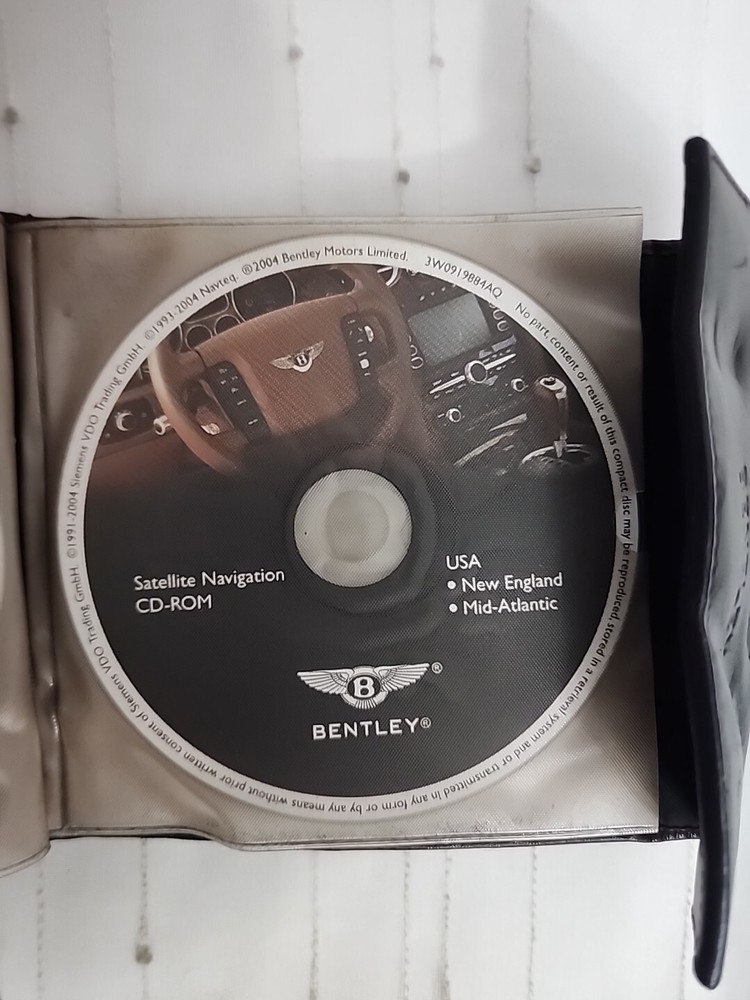 ©1991-2004 Siemens VDO Trading GmbH. ©1991-2004 Navteq. ®2004 Bentley Motors Limited. 3W0919884AQ No part, content or result of this compact disc may be reproduced, stored in a retrieval system and or transmitted in any form or by any means without prior written consent of Siemens VDO Trading GmbH.
Satellite Navigation
CD-ROM
USA
• New England
• Mid-Atlantic
B®
BENTLEY®